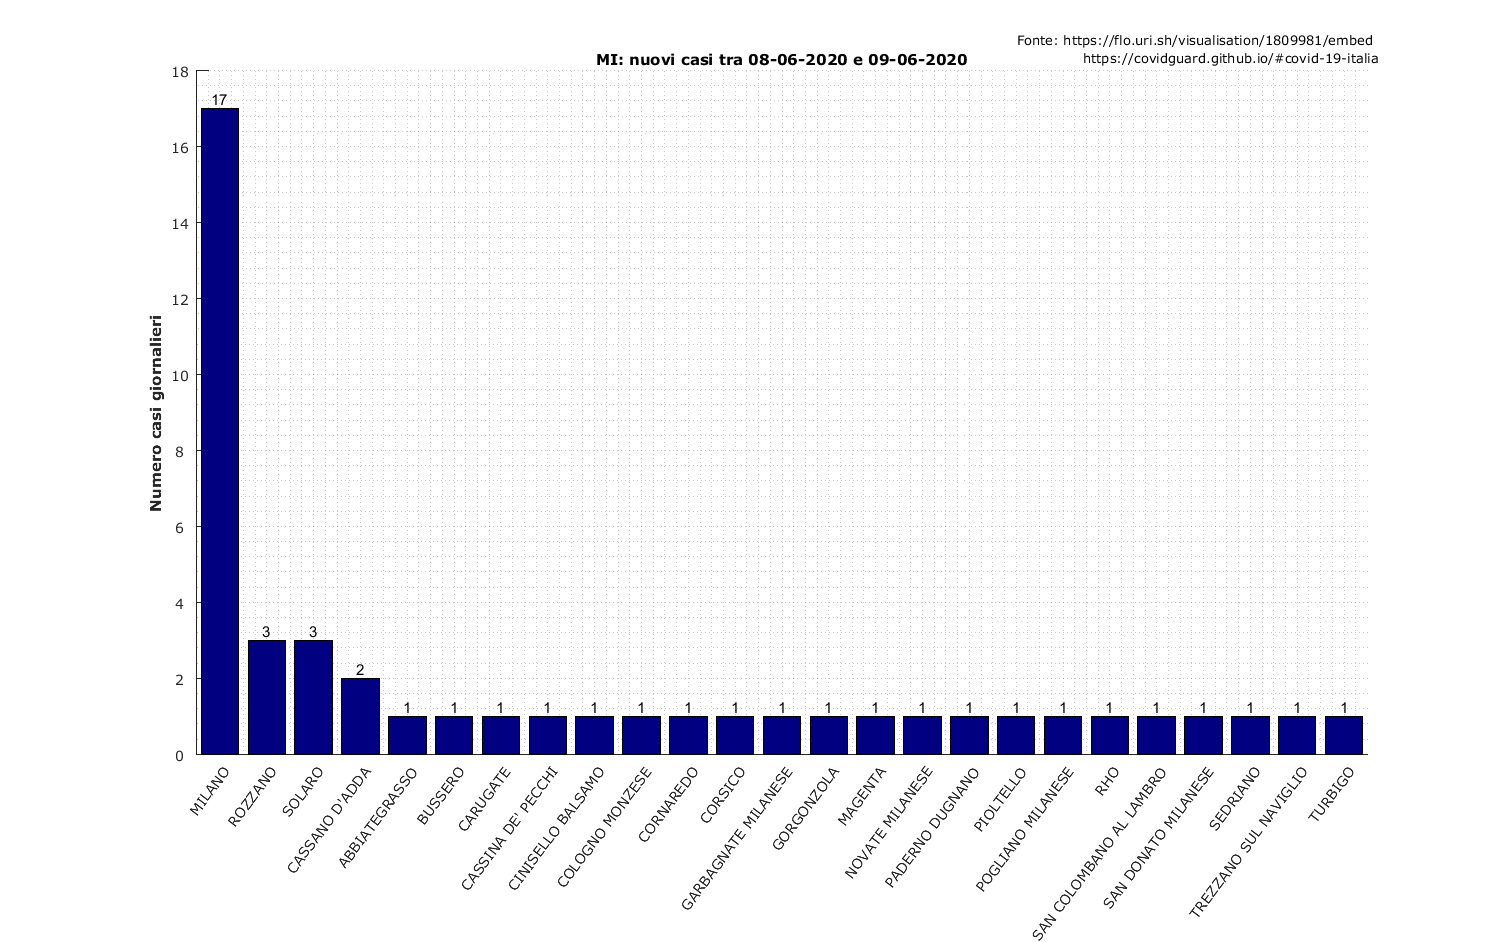 Fonte: https://flo.uri.sh/visualisation/1809981/embed
https://covidguard.github.io/#covid-19-italia
MI: nuovi casi tra 08-06-2020 e 09-06-2020
Numero casi giornalieri
18
16
14
12
10
8
6
4
2
0
17 3 3 2 1 1 1 1 1 1 1 1 1 1 1 1 1 1 1 1 1 1 1 1 1
MILANO
ROZZANO
SOLARO
CASSANO D'ADDA
ABBIATEGRASSO
BUSSERO
CARUGATE
CASSINA DE' PECCHI
CINISELLO BALSAMO
COLOGNO MONZESE
CORNAREDO
CORSICO
GARBAGNATE MILANESE
GORGONZOLA
MAGENTA
NOVATE MILANESE
PADERNO DUGNANO
PIOLTELLO
POGLIANO MILANESE
RHO
SAN COLOMBANO AL LAMBRO
SAN DONATO MILANESE
SEDRIANO
TREZZANO SUL NAVIGLIO
TURBIGO